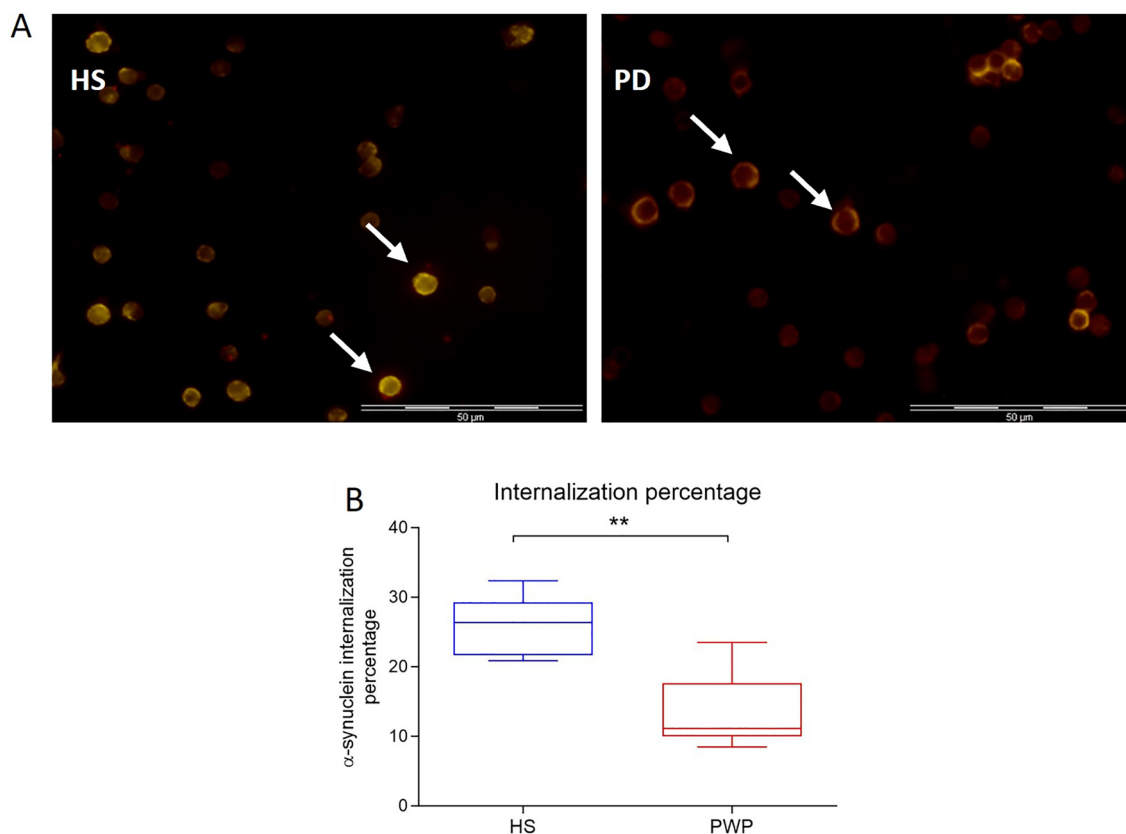 A
HS
PD
50 µm
50 µm
B
Internalization percentage
**
α-synuclein internalization
percentage
40
30
20
10
0
HS
PWP